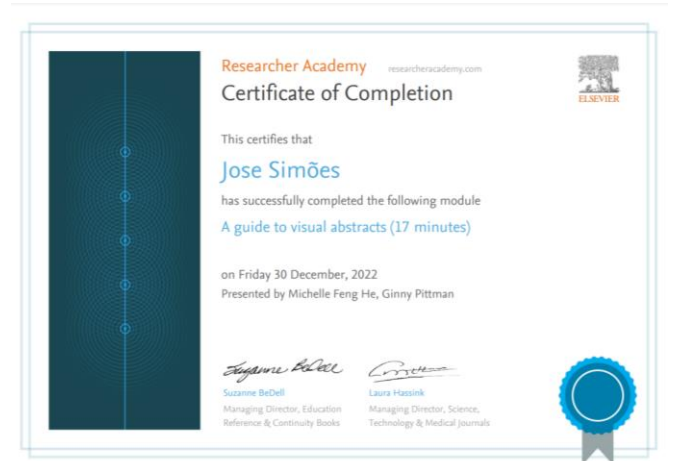 Researcher Academy researcheracademy.com
Certificate of Completion
ELSEVIER
This certifies that
Jose Simões
has successfully completed the following module
A guide to visual abstracts (17 minutes)
on Friday 30 December, 2022
Presented by Michelle Feng He, Ginny Pittman
Suzanne BeDell
Suzanne BeDell Laura Hassink
Managing Director, Education Managing Director, Science,
Reference & Continuity Books Technology & Medical Journals